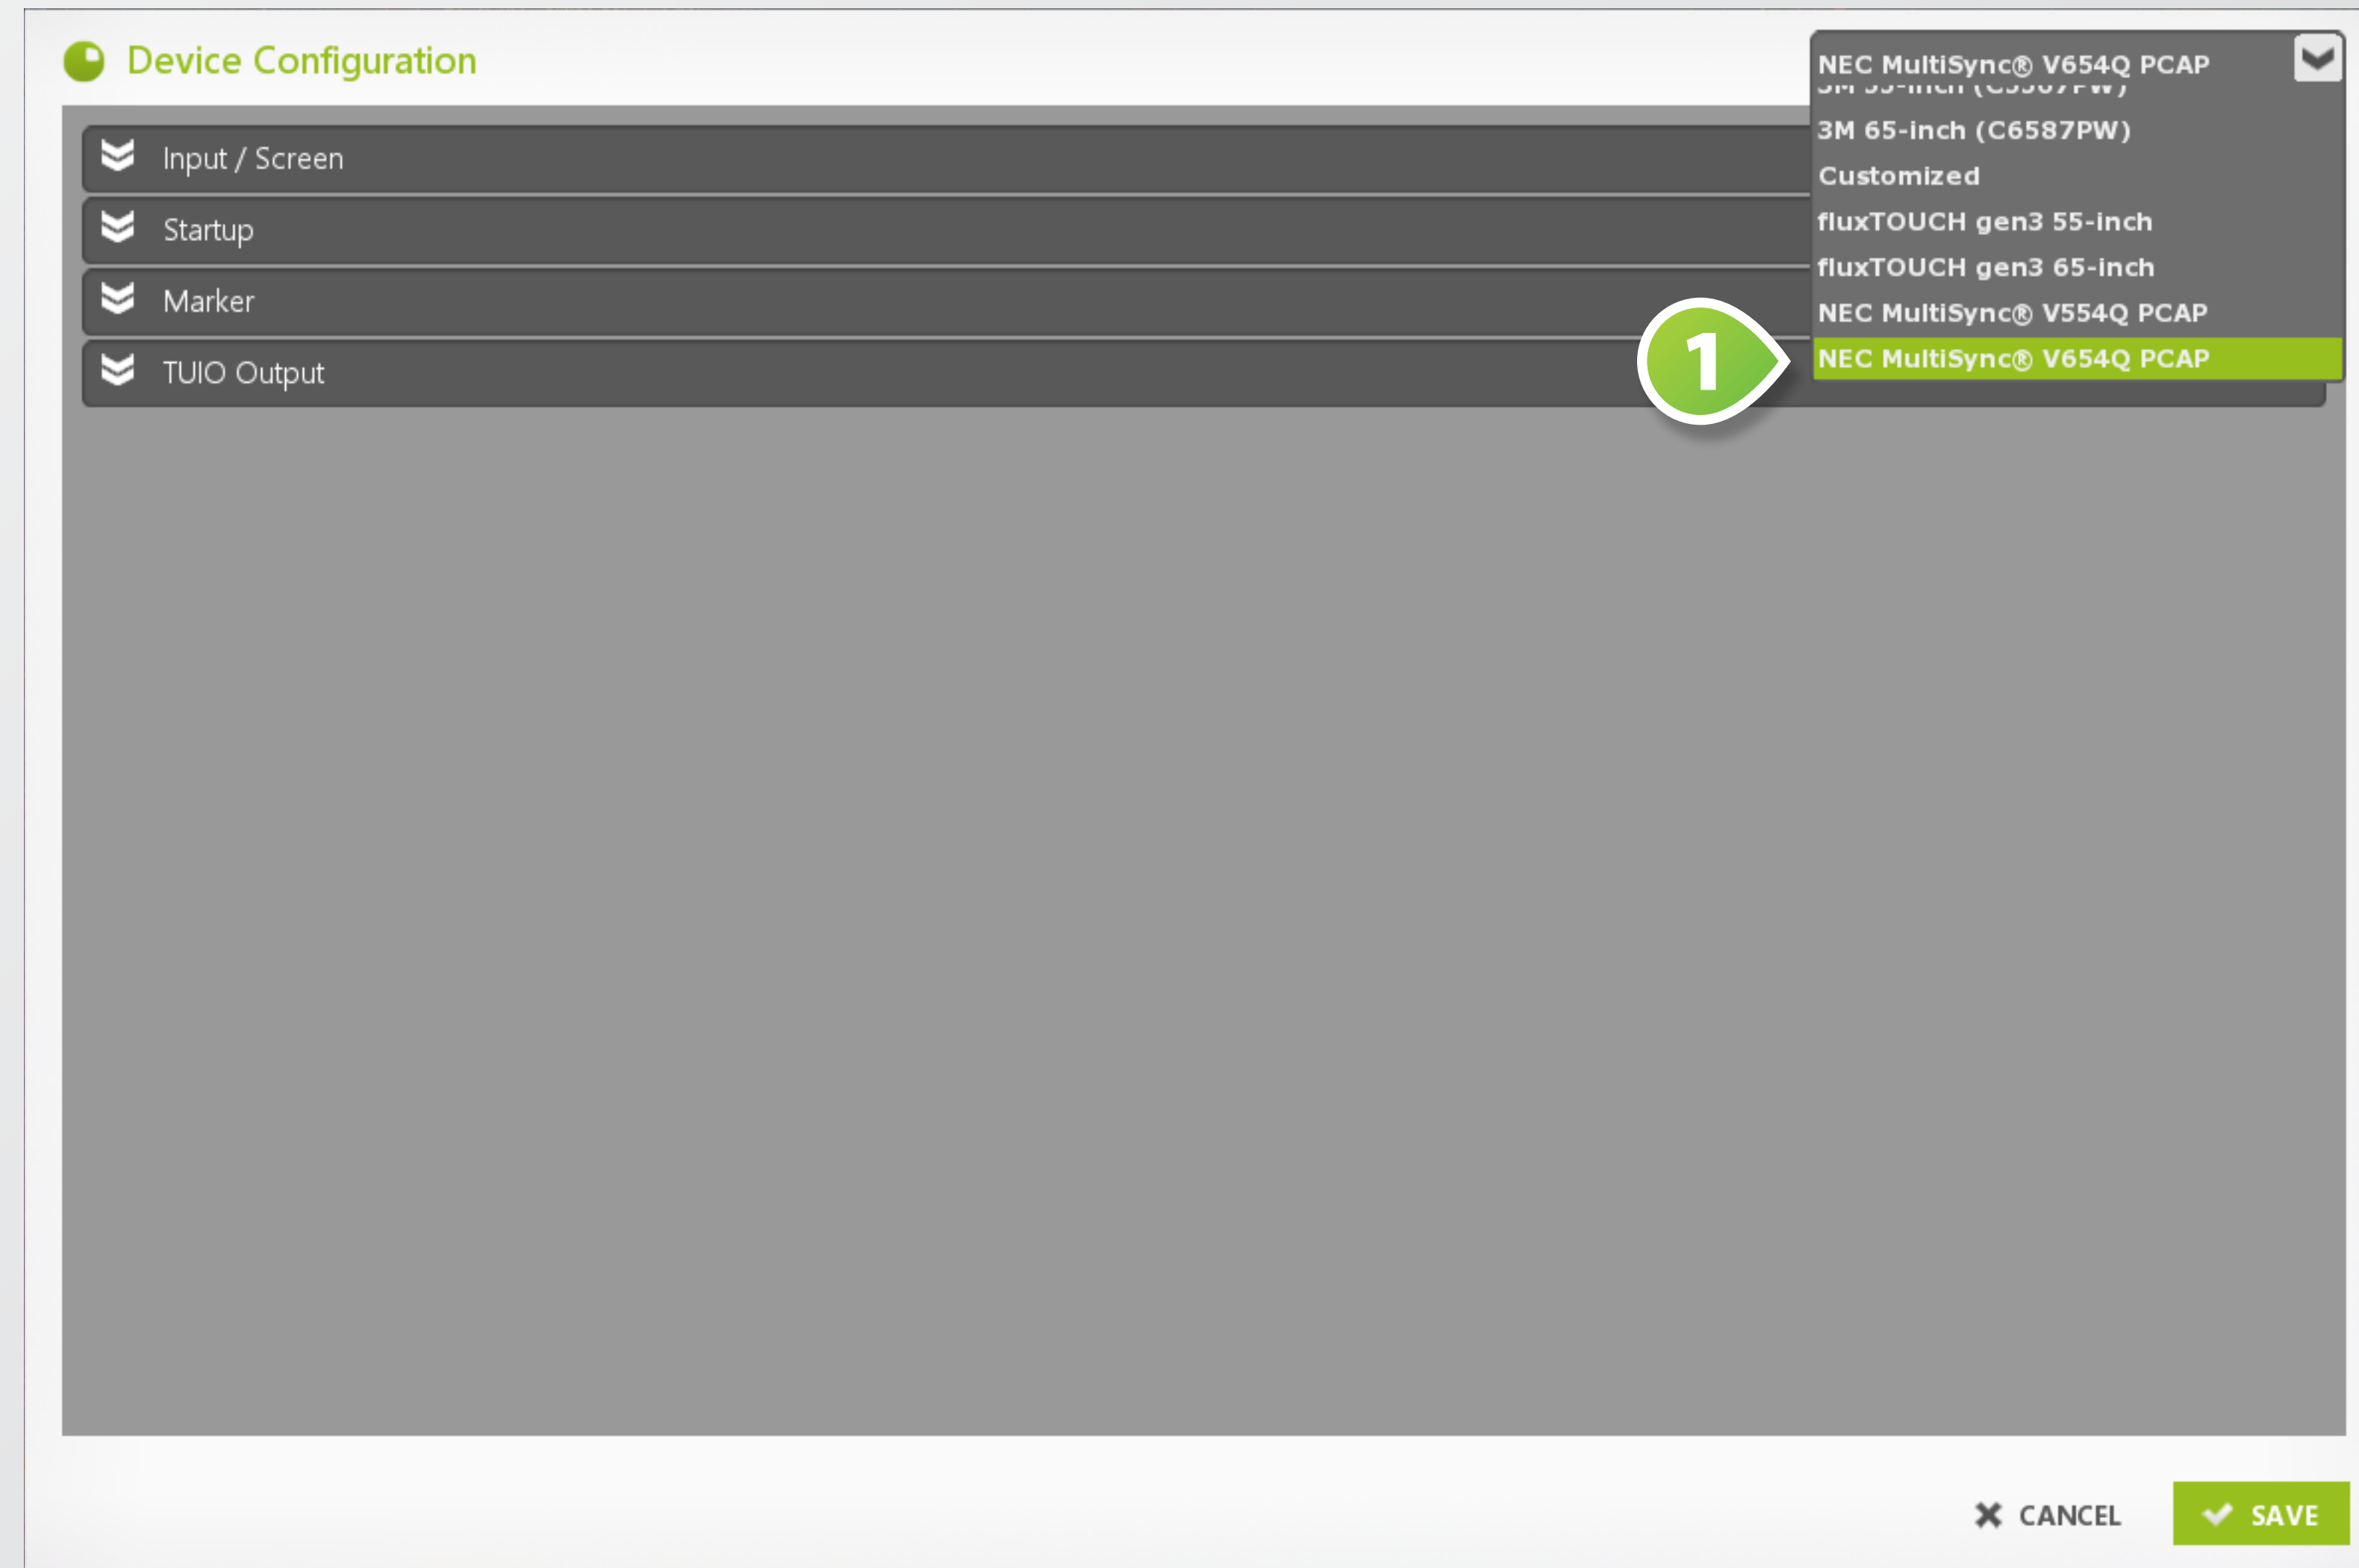 Device Configuration
NEC MultiSync® V654Q PCAP
3M 65-inch (C6587PW)
Customized
fluxTOUCH gen3 55-inch
fluxTOUCH gen3 65-inch
NEC MultiSync® V554Q PCAP
NEC MultiSync® V654Q PCAP
Input / Screen
Startup
Marker
TUIO Output
1
CANCEL
SAVE